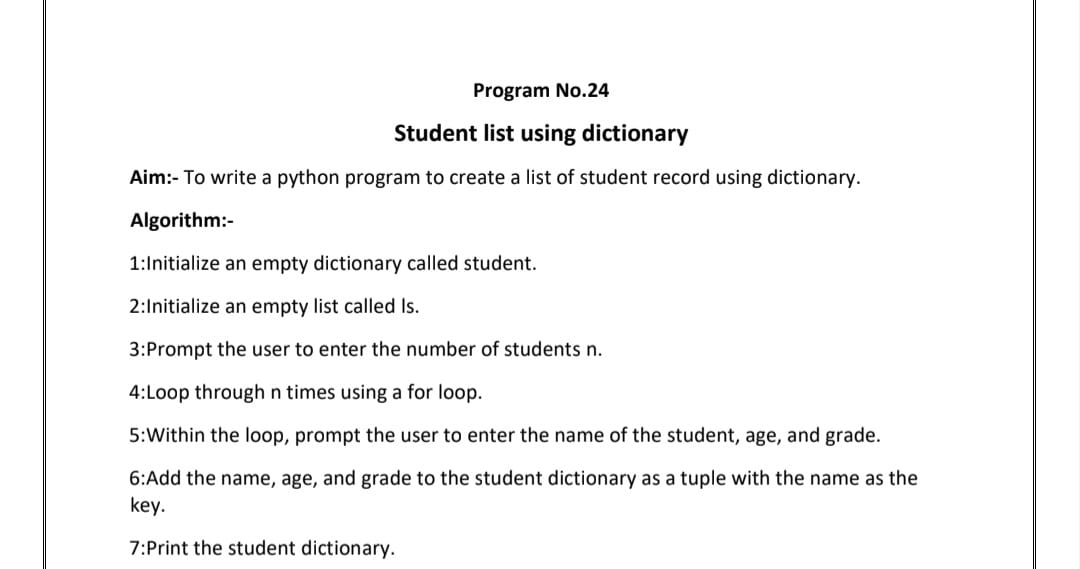 Program No.24
Student list using dictionary
Aim:- To write a python program to create a list of student record using dictionary.
Algorithm:-
1:Initialize an empty dictionary called student.
2:Initialize an empty list called ls.
3:Prompt the user to enter the number of students n.
4:Loop through n times using a for loop.
5:Within the loop, prompt the user to enter the name of the student, age, and grade.
6:Add the name, age, and grade to the student dictionary as a tuple with the name as the
key.
7:Print the student dictionary.